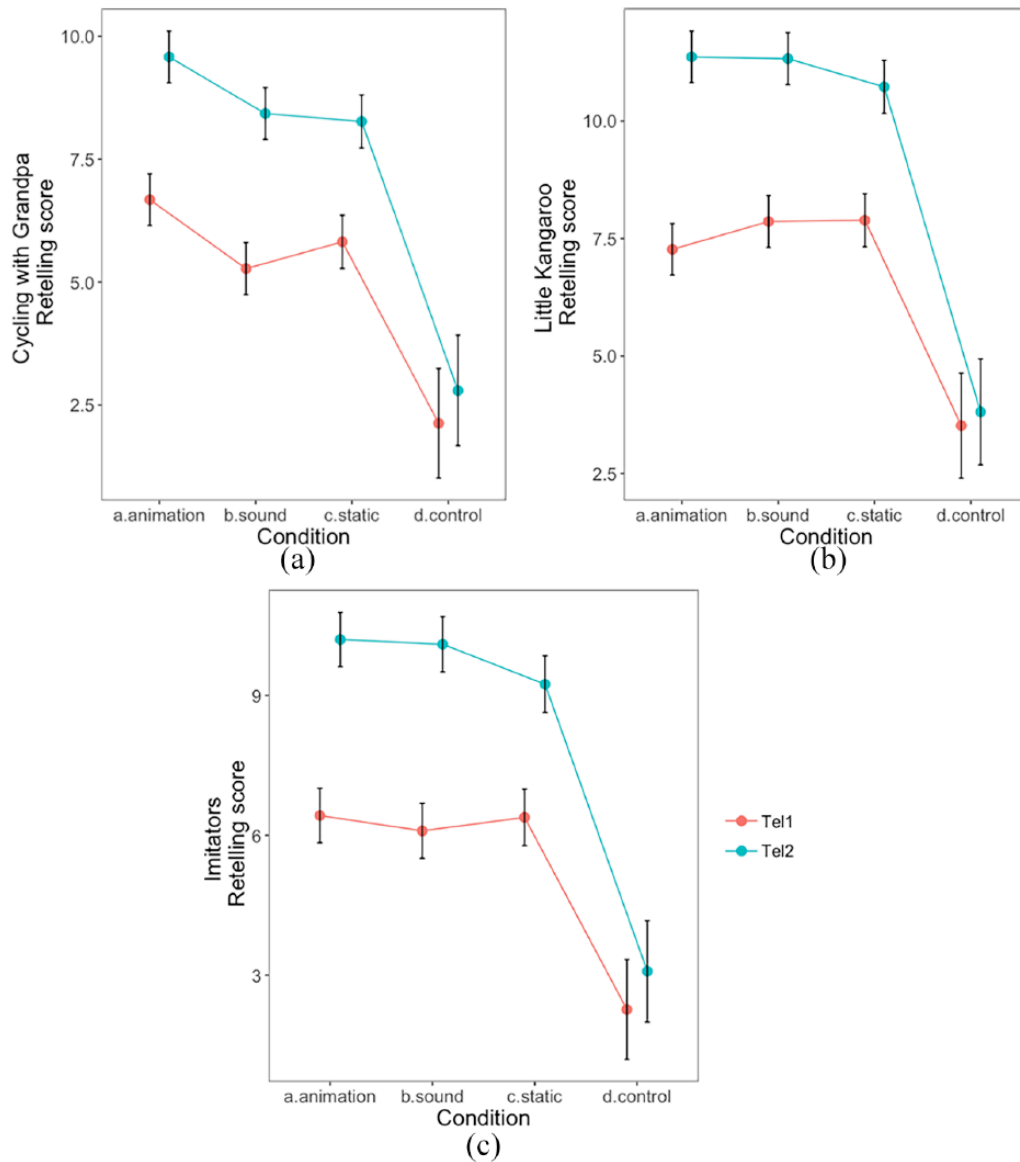 Cycling with Grandpa
Retelling score
10.0
7.5
5.0
2.5
a.animation b.sound c.static d.control
Condition
(a)
Little Kangaroo
Retelling score
10.0
7.5
5.0
2.5
a.animation b.sound c.static d.control
Condition
(b)
Imitators
Retelling score
9
6
3
a.animation b.sound c.static d.control
Condition
(c)
Tel1
Tel2